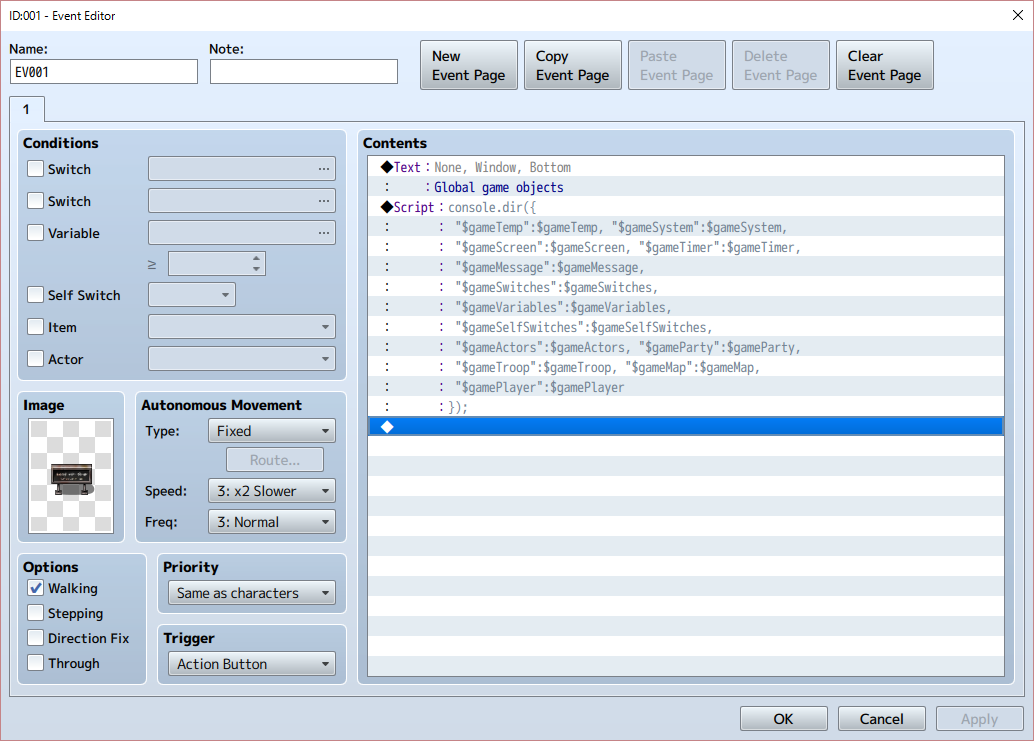 ID:001 - Event Editor
Name:
Note:
EV001
New
Event Page
Copy
Event Page
Paste
Event Page
Delete
Event Page
Clear
Event Page
1
Conditions
Switch
...
Switch
...
Variable
...
≥
Self Switch
Item
Actor
Image
Autonomous Movement
Type: Fixed
Route...
Speed: 3: x2 Slower
Freq: 3: Normal
Options
Walking
Stepping
Direction Fix
Through
Priority
Same as characters
Trigger
Action Button
Contents
◆Text：None, Window, Bottom
： ：Global game objects
◆Script：console.dir({
： ： "$gameTemp":$gameTemp, "$gameSystem":$gameSystem,
： ： "$gameScreen":$gameScreen, "$gameTimer":$gameTimer,
： ： "$gameMessage":$gameMessage,
： ： "$gameSwitches":$gameSwitches,
： ： "$gameVariables":$gameVariables,
： ： "$gameSelfSwitches":$gameSelfSwitches,
： ： "$gameActors":$gameActors, "$gameParty":$gameParty,
： ： "$gameTroop":$gameTroop, "$gameMap":$gameMap,
： ： "$gamePlayer":$gamePlayer
： ：});
◆
OK
Cancel
Apply